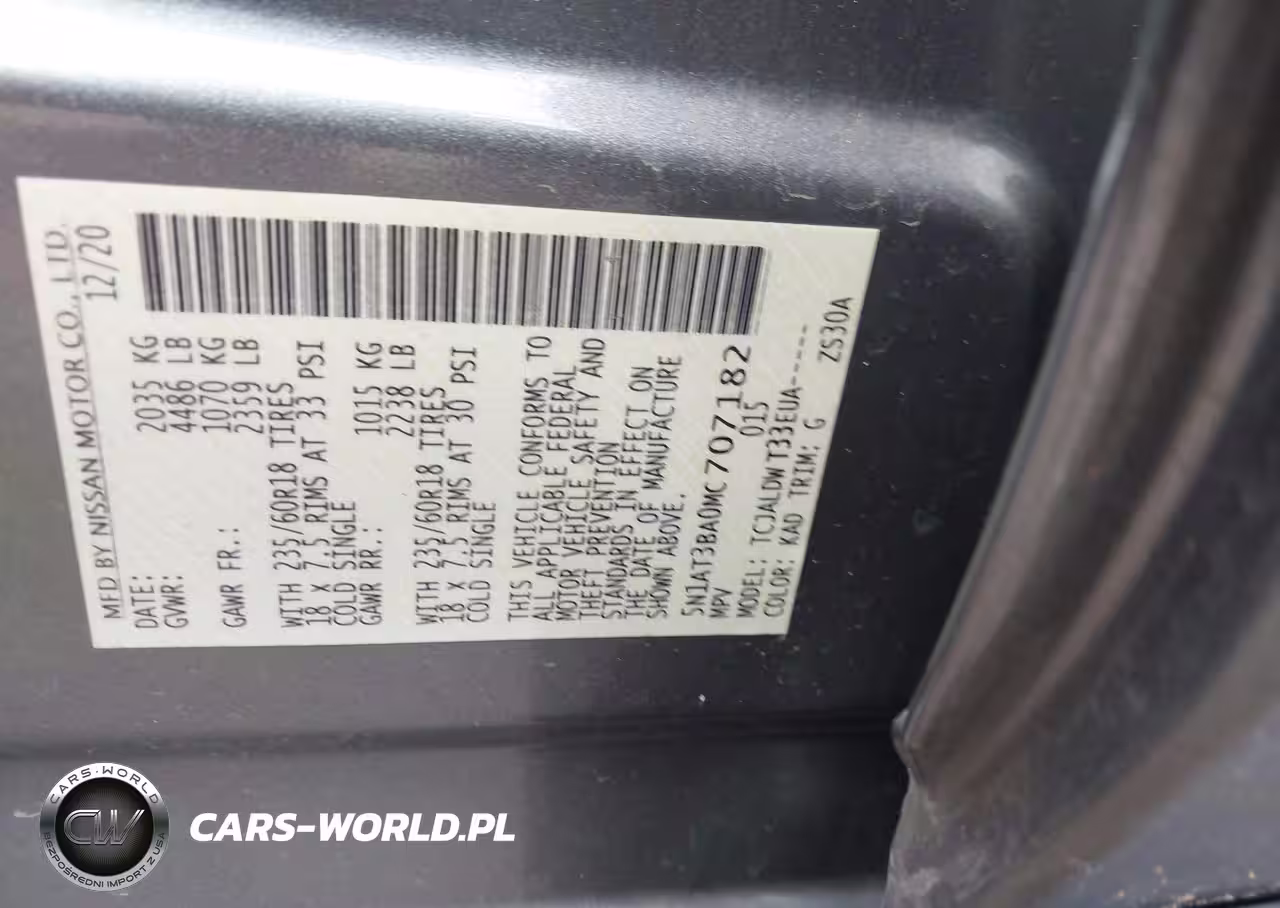 MFD BY NISSAN MOTOR CO., LTD.
DATE: 12/20
GVWR: 2035 KG
4486 LB
GAWR FR.: 1070 KG
2359 LB
WITH 235/60R18 TIRES
18 X 7.5 RIMS AT 33 PSI
COLD SINGLE
GAWR RR.: 1015 KG
2238 LB
WITH 235/60R18 TIRES
18 X 7.5 RIMS AT 30 PSI
COLD SINGLE
THIS VEHICLE CONFORMS TO
ALL APPLICABLE FEDERAL
MOTOR VEHICLE SAFETY AND
THEFT PREVENTION
STANDARDS IN EFFECT ON
THE DATE OF MANUFACTURE
SHOWN ABOVE.
5N1AT3BA0MC707182
MPV 015
MODEL: TCJALDWT33EUA-----
COLOR: KAD TRIM: G ZS30A
CARS-WORLD
CW
BEZPOŚREDNI IMPORT Z USA
CARS-WORLD.PL